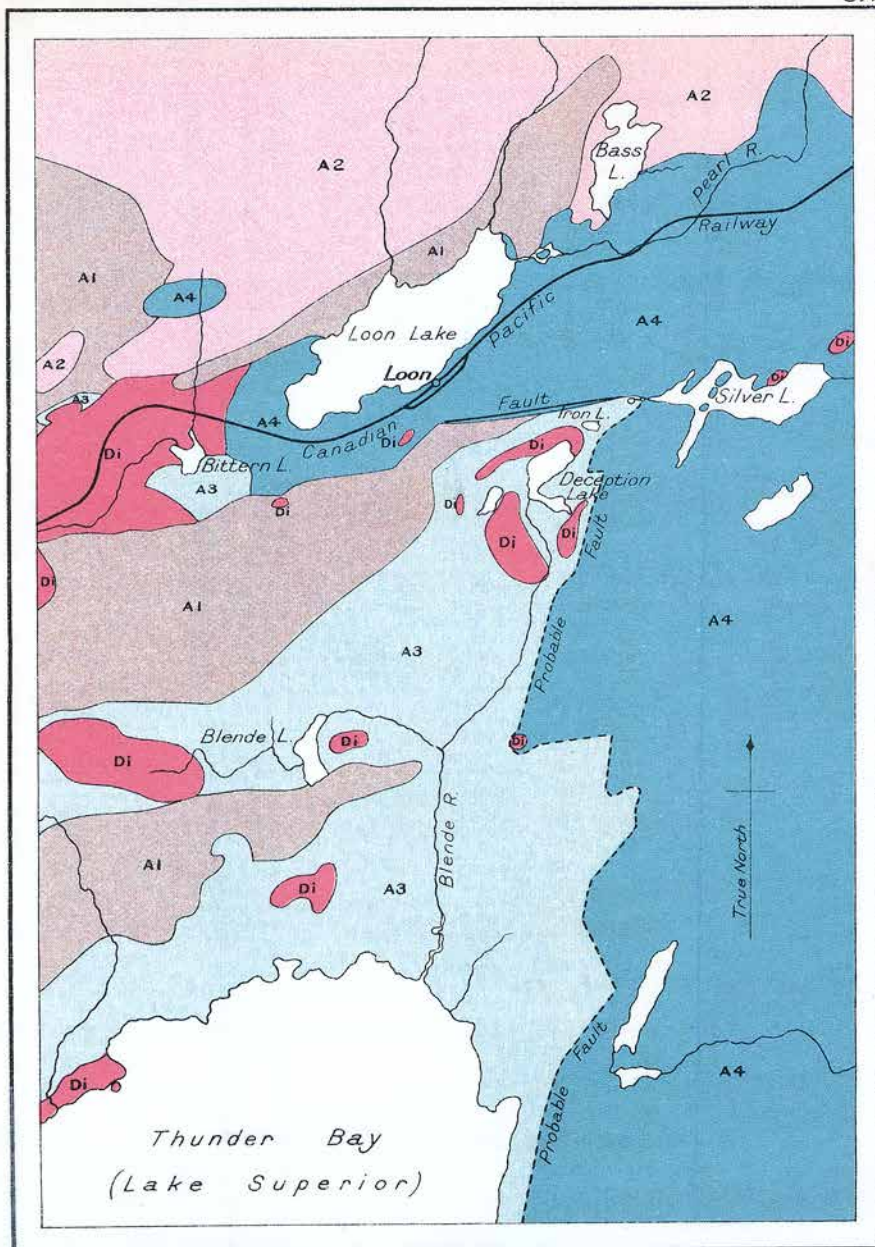 A2
A2
Bass
L.
Pearl R.
Railway
A1
A1
A4
Loon Lake
Pacific
A4
Di
A2
Loon
A3
Fault
Iron L.
Di
Silver L.
A4
Canadian
Di
Di
Di
Bittern L.
A3
Deception
Lake
Di
Di
Di
Di
Fault
Di
A1
A4
A3
Probable
Blende L.
Di
Di
Di
Blende R.
True North
A1
Di
A3
Fault
Di
Probable
A4
Thunder Bay
(Lake Superior)